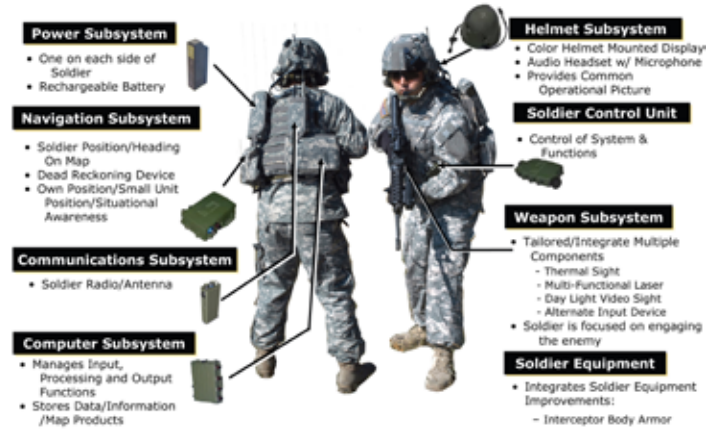 Power Subsystem
• One on each side of
Soldier
• Rechargeable Battery
Navigation Subsystem
• Soldier Position/Heading
On Map
• Dead Reckoning Device
• Own Position/Small Unit
Position/Situational
Awareness
Communications Subsystem
• Soldier Radio/Antenna
Computer Subsystem
• Manages Input,
Processing and Output
Functions
• Stores Data/Information
/Map Products
Helmet Subsystem
• Color Helmet Mounted Display
• Audio Headset w/ Microphone
• Provides Common
Operational Picture
Soldier Control Unit
• Control of System &
Functions
Weapon Subsystem
• Tailored/Integrate Multiple
Components
- Thermal Sight
- Multi-Functional Laser
- Day Light Video Sight
- Alternate Input Device
• Soldier is focused on engaging
the enemy
Soldier Equipment
• Integrates Soldier Equipment
Improvements:
– Interceptor Body Armor